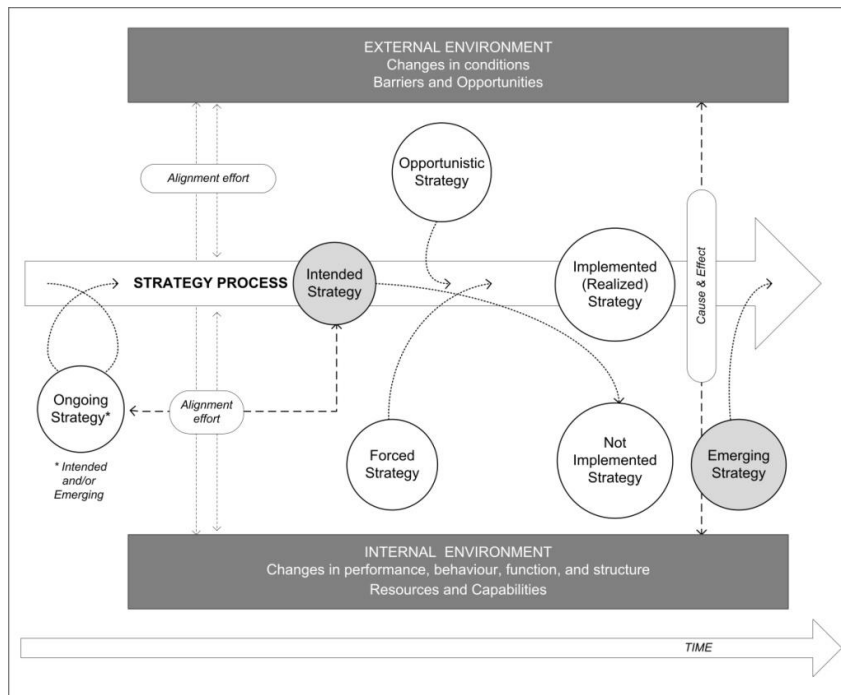 EXTERNAL ENVIRONMENT
Changes in conditions
Barriers and Opportunities
Alignment effort
Opportunistic
Strategy
STRATEGY PROCESS
Intended
Strategy
Implemented
(Realized)
Strategy
Cause & Effect
Ongoing
Strategy*
* Intended
and/or
Emerging
Alignment
effort
Forced
Strategy
Not
Implemented
Strategy
Emerging
Strategy
INTERNAL ENVIRONMENT
Changes in performance, behaviour, function, and structure
Resources and Capabilities
TIME